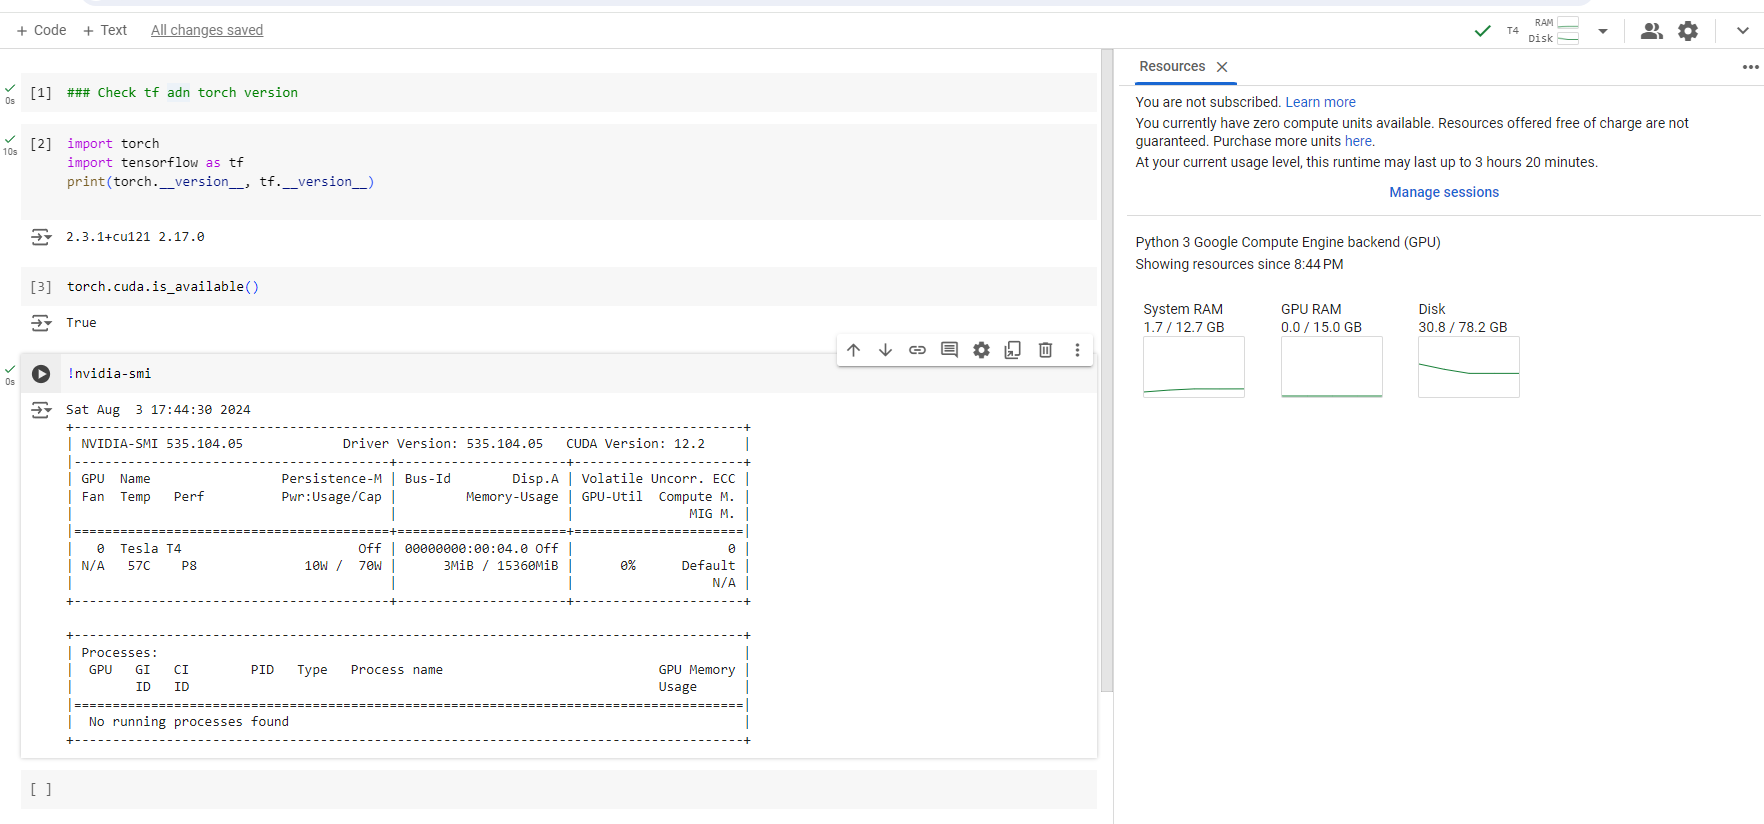 + Code + Text All changes saved
T4 RAM
Disk
[1] ### Check tf adn torch version
0s
[2] import torch
10s
import tensorflow as tf
print(torch.__version__, tf.__version__)
2.3.1+cu121 2.17.0
[3] torch.cuda.is_available()
True
!nvidia-smi
0s
Sat Aug  3 17:44:30 2024
+---------------------------------------------------------------------------------------+
| NVIDIA-SMI 535.104.05             Driver Version: 535.104.05   CUDA Version: 12.2     |
|-----------------------------------------+----------------------+----------------------+
| GPU  Name                 Persistence-M | Bus-Id        Disp.A | Volatile Uncorr. ECC |
| Fan  Temp   Perf          Pwr:Usage/Cap |         Memory-Usage | GPU-Util  Compute M. |
|                                         |                      |               MIG M. |
|=========================================+======================+======================|
|   0  Tesla T4                       Off | 00000000:00:04.0 Off |                    0 |
| N/A   57C    P8              10W /  70W |      3MiB / 15360MiB |      0%      Default |
|                                         |                      |                  N/A |
+-----------------------------------------+----------------------+----------------------+
+---------------------------------------------------------------------------------------+
| Processes:                                                                            |
|  GPU   GI   CI        PID   Type   Process name                            GPU Memory |
|        ID   ID                                                             Usage      |
|=======================================================================================|
|  No running processes found                                                           |
+---------------------------------------------------------------------------------------+
[ ]
Resources
You are not subscribed. Learn more
You currently have zero compute units available. Resources offered free of charge are not
guaranteed. Purchase more units here.
At your current usage level, this runtime may last up to 3 hours 20 minutes.
Manage sessions
Python 3 Google Compute Engine backend (GPU)
Showing resources since 8:44 PM
System RAM
1.7 / 12.7 GB
GPU RAM
0.0 / 15.0 GB
Disk
30.8 / 78.2 GB